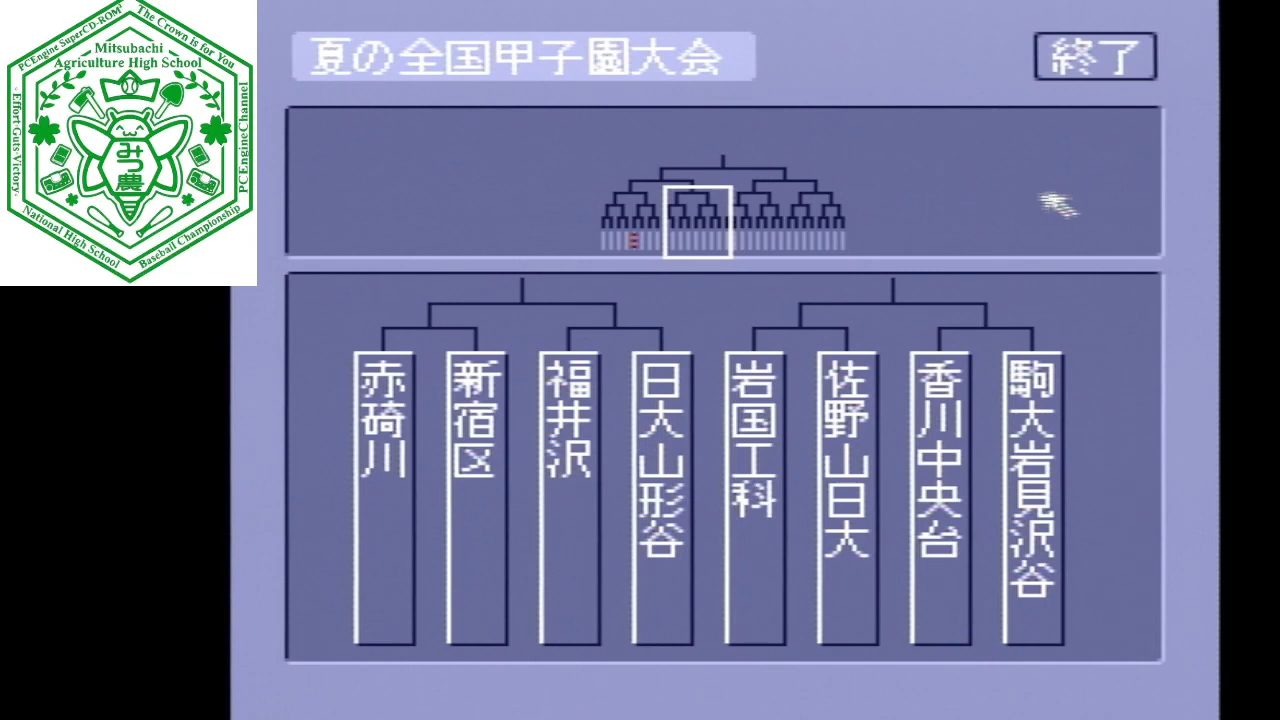 PCEngine SuperCD-ROM²
The Crown is for You
Mitsubachi
Agriculture High School
みつ農
·Effort·Guts·Victory·
PCEngineChannel
National High School
Baseball Championship
夏の全国甲子園大会
終了
赤碕川
新宿区
福井沢
日大山形谷
岩国工科
佐野山日大
香川中央台
駒大岩見沢谷